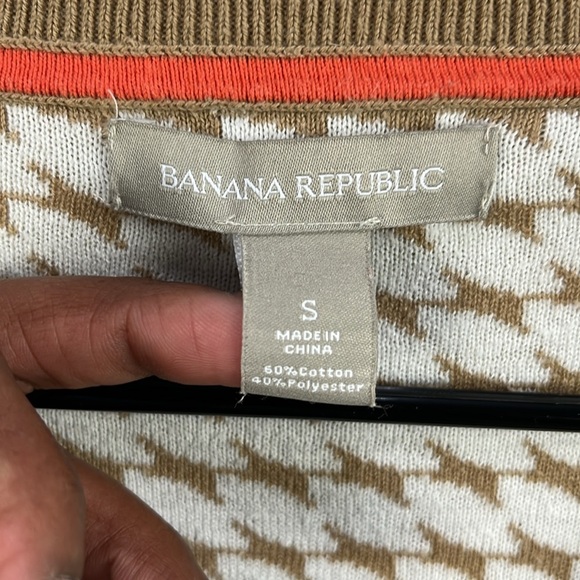 BANANA REPUBLIC
S
MADE IN
CHINA
60% Cotton
40% Polyester